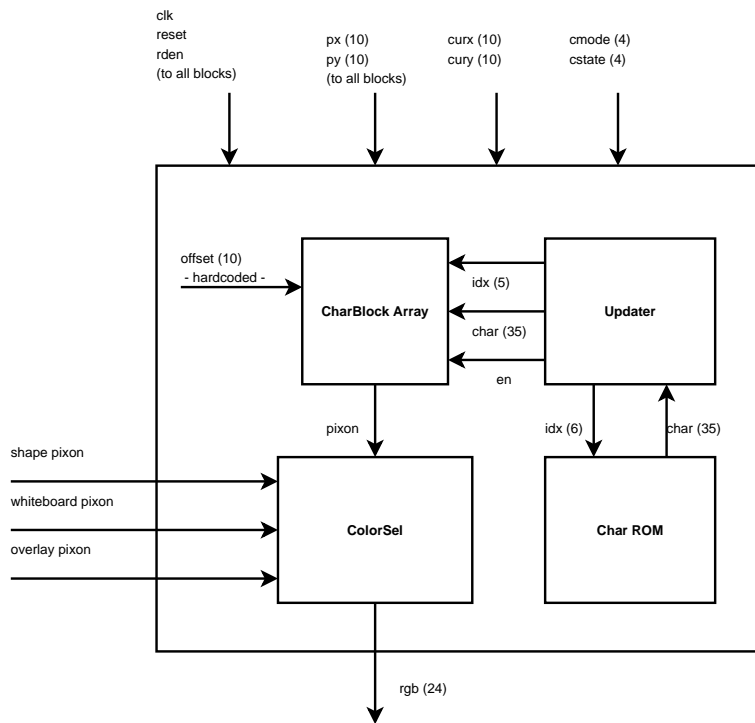 clk
reset
rden
(to all blocks)
px (10)
py (10)
(to all blocks)
curx (10)
cury (10)
cmode (4)
cstate (4)
offset (10)
- hardcoded -
CharBlock Array
idx (5)
char (35)
en
Updater
pixon
idx (6)
char (35)
shape pixon
whiteboard pixon
overlay pixon
ColorSel
Char ROM
rgb (24)